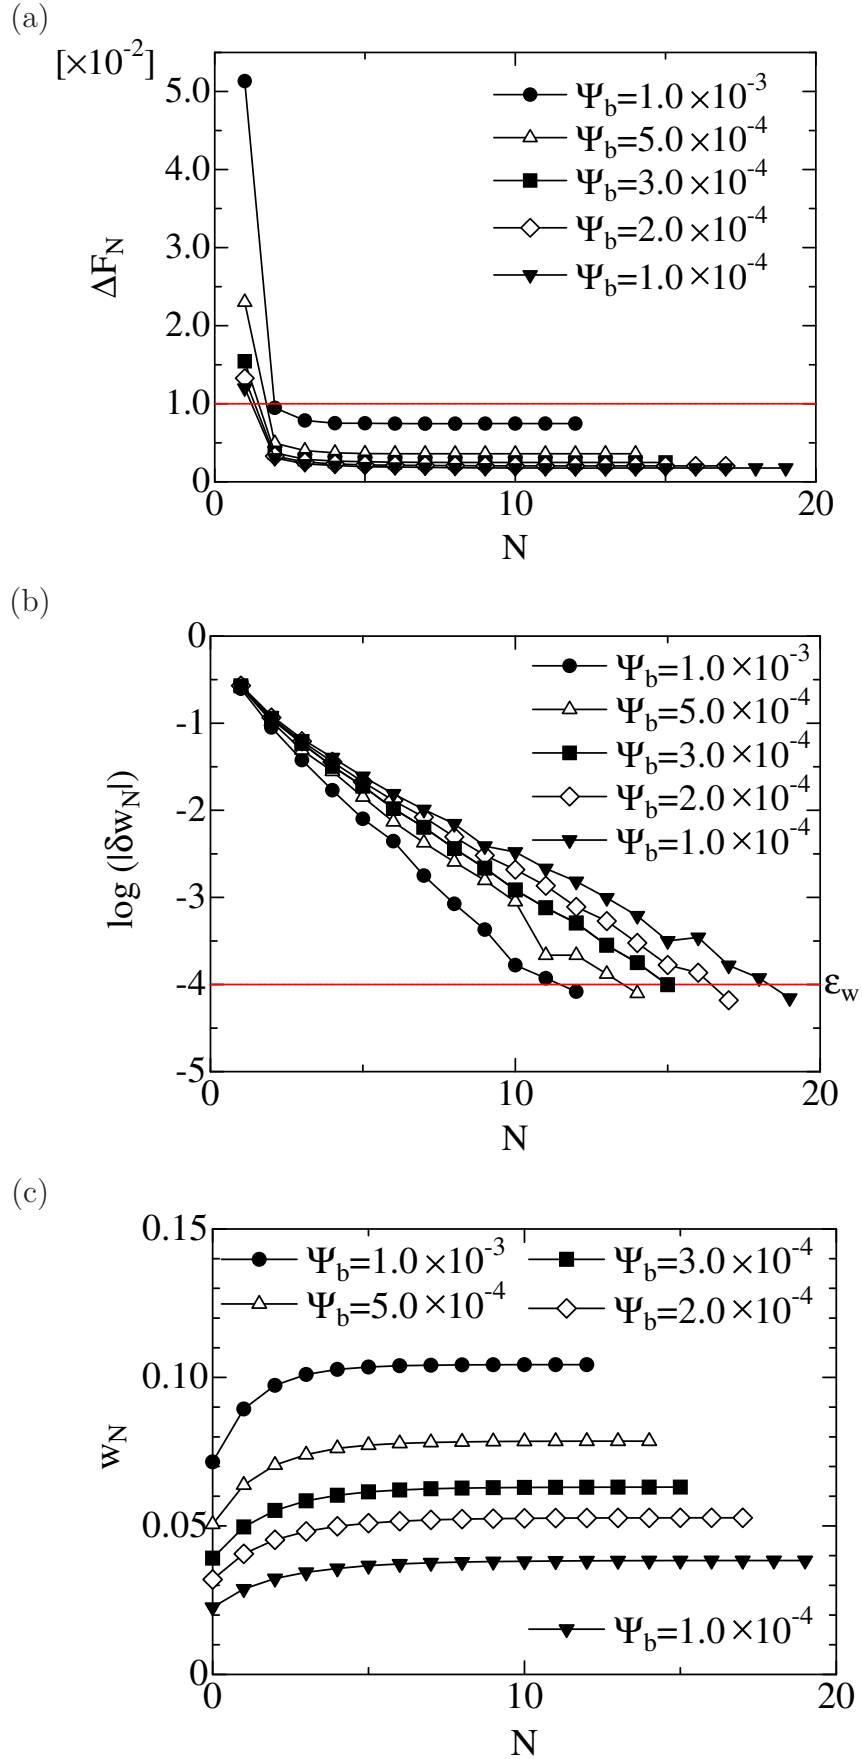 (a)
[×10⁻²]
5.0
4.0
3.0
2.0
1.0
0
ΔF_N
Ψ_b=1.0×10⁻³
Ψ_b=5.0×10⁻⁴
Ψ_b=3.0×10⁻⁴
Ψ_b=2.0×10⁻⁴
Ψ_b=1.0×10⁻⁴
0 10 20
N
(b)
0
-1
-2
-3
-4
-5
log (|δw_N|)
Ψ_b=1.0×10⁻³
Ψ_b=5.0×10⁻⁴
Ψ_b=3.0×10⁻⁴
Ψ_b=2.0×10⁻⁴
Ψ_b=1.0×10⁻⁴
ε_w
0 10 20
N
(c)
0.15
0.10
0.05
0
w_N
Ψ_b=1.0×10⁻³ Ψ_b=3.0×10⁻⁴
Ψ_b=5.0×10⁻⁴ Ψ_b=2.0×10⁻⁴
Ψ_b=1.0×10⁻⁴
0 10 20
N